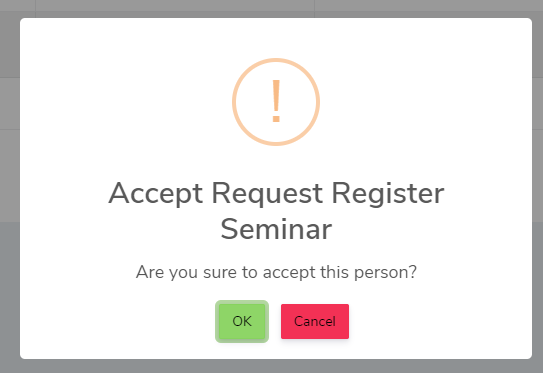 !
Accept Request Register
Seminar
Are you sure to accept this person?
OK
Cancel